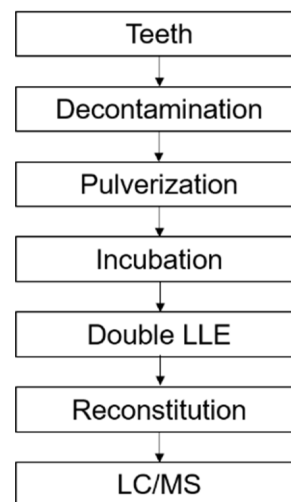 Teeth
Decontamination
Pulverization
Incubation
Double LLE
Reconstitution
LC/MS